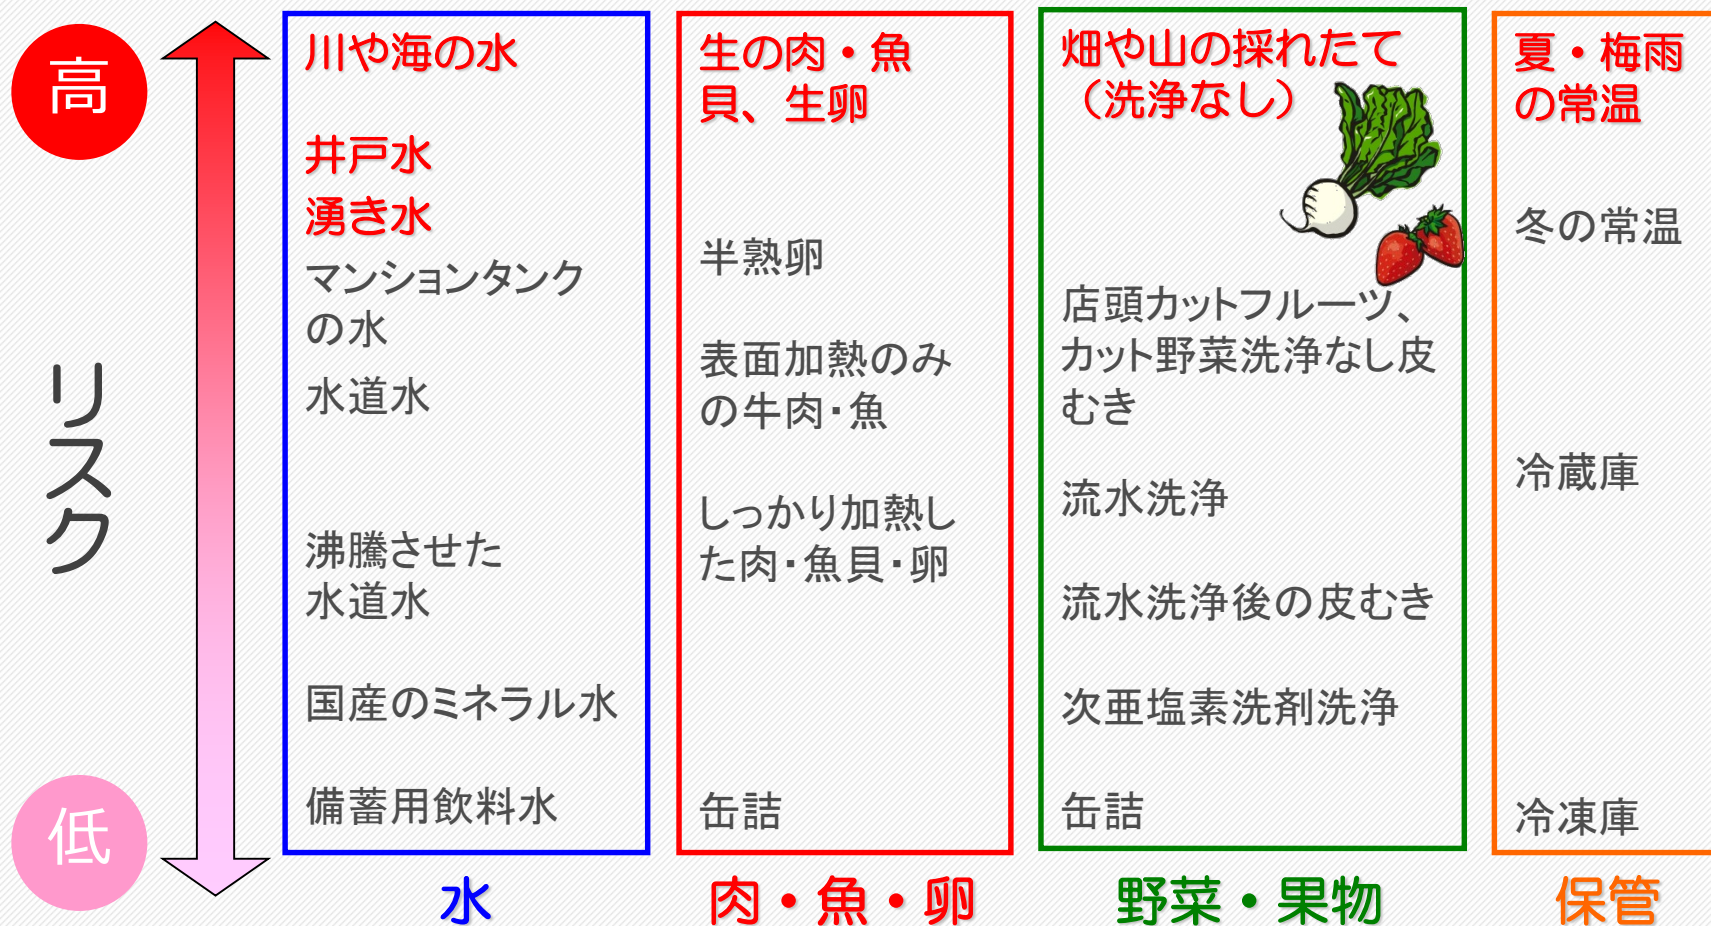 高
リスク
低
川や海の水
井戸水
湧き水
マンションタンク
の水
水道水
沸騰させた
水道水
国産のミネラル水
備蓄用飲料水
水
生の肉・魚
貝、生卵
半熟卵
表面加熱のみ
の牛肉・魚
しっかり加熱し
た肉・魚貝・卵
缶詰
肉・魚・卵
畑や山の採れたて
（洗浄なし）
店頭カットフルーツ、
カット野菜洗浄なし皮
むき
流水洗浄
流水洗浄後の皮むき
次亜塩素洗剤洗浄
缶詰
野菜・果物
夏・梅雨
の常温
冬の常温
冷蔵庫
冷凍庫
保管